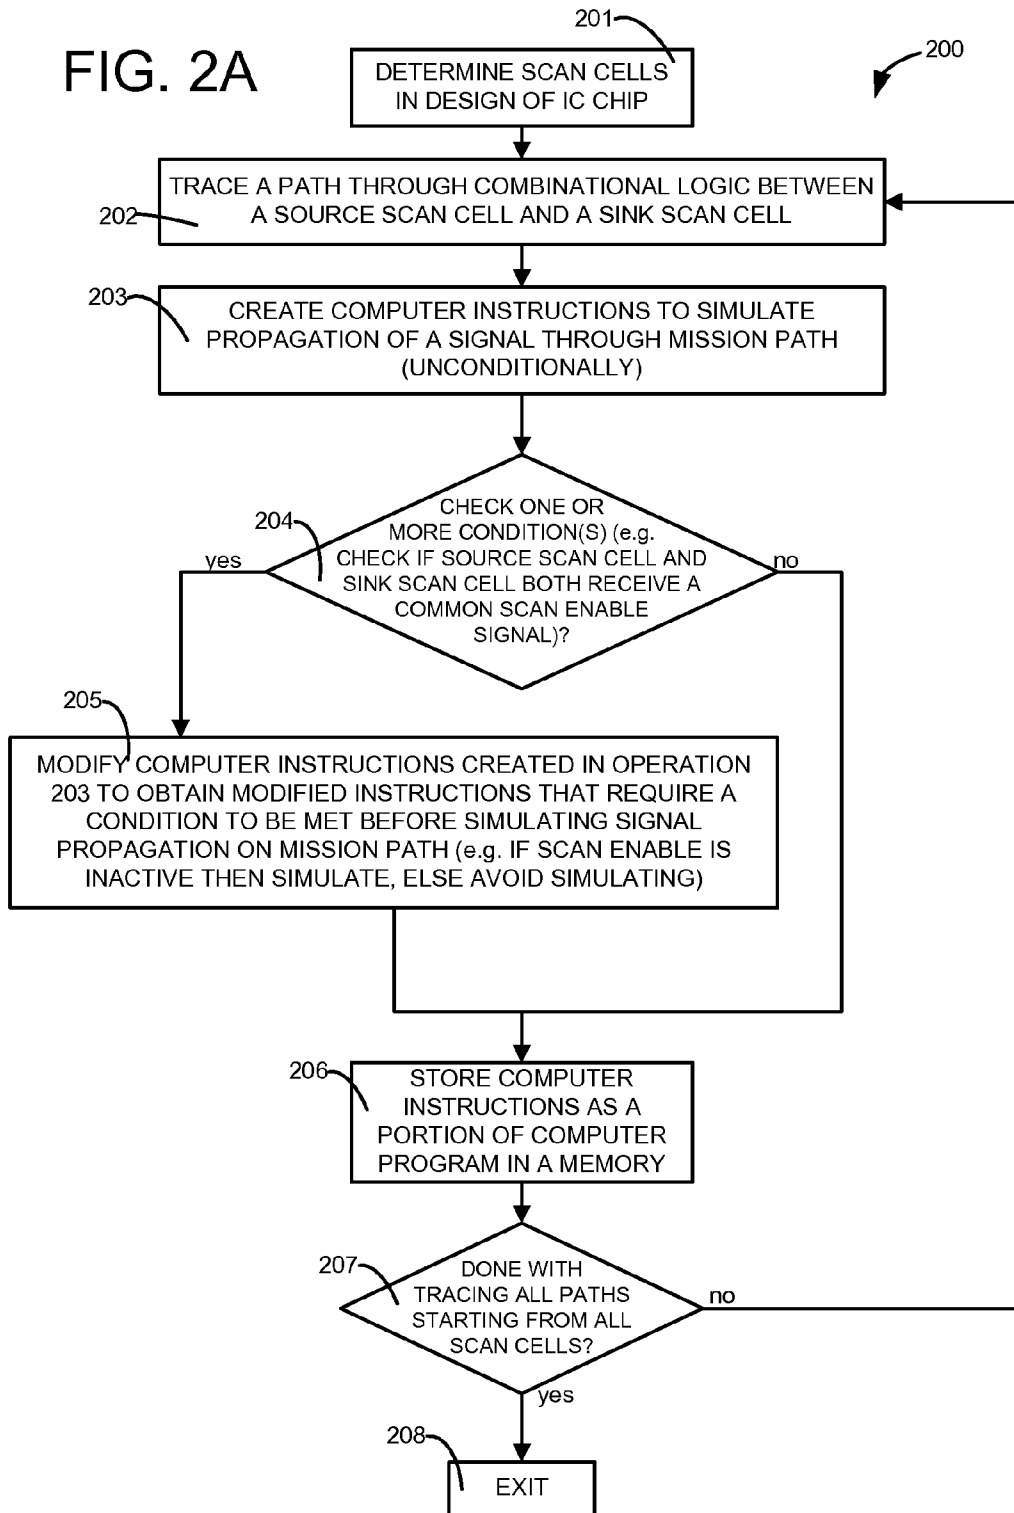 FIG. 2A
201
200
DETERMINE SCAN CELLS
IN DESIGN OF IC CHIP
TRACE A PATH THROUGH COMBINATIONAL LOGIC BETWEEN
A SOURCE SCAN CELL AND A SINK SCAN CELL
202
203
CREATE COMPUTER INSTRUCTIONS TO SIMULATE
PROPAGATION OF A SIGNAL THROUGH MISSION PATH
(UNCONDITIONALLY)
204
CHECK ONE OR
MORE CONDITION(S) (e.g.
CHECK IF SOURCE SCAN CELL AND
SINK SCAN CELL BOTH RECEIVE A
COMMON SCAN ENABLE
SIGNAL)?
yes
no
205
MODIFY COMPUTER INSTRUCTIONS CREATED IN OPERATION
203 TO OBTAIN MODIFIED INSTRUCTIONS THAT REQUIRE A
CONDITION TO BE MET BEFORE SIMULATING SIGNAL
PROPAGATION ON MISSION PATH (e.g. IF SCAN ENABLE IS
INACTIVE THEN SIMULATE, ELSE AVOID SIMULATING)
206
STORE COMPUTER
INSTRUCTIONS AS A
PORTION OF COMPUTER
PROGRAM IN A MEMORY
207
DONE WITH
TRACING ALL PATHS
STARTING FROM ALL
SCAN CELLS?
no
yes
208
EXIT